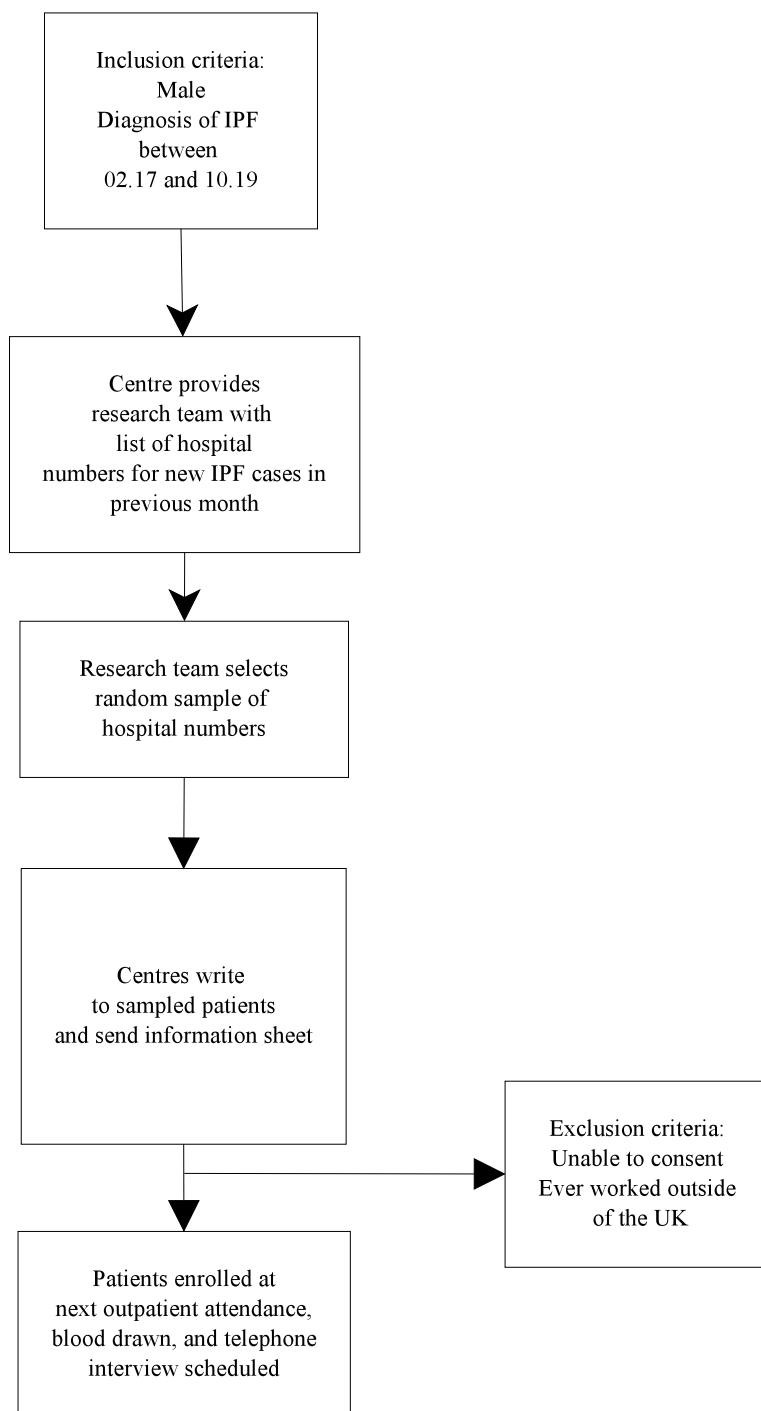 Inclusion criteria:
Male
Diagnosis of IPF
between
02.17 and 10.19
Centre provides
research team with
list of hospital
numbers for new IPF cases in
previous month
Research team selects
random sample of
hospital numbers
Centres write
to sampled patients
and send information sheet
Exclusion criteria:
Unable to consent
Ever worked outside
of the UK
Patients enrolled at
next outpatient attendance,
blood drawn, and telephone
interview scheduled